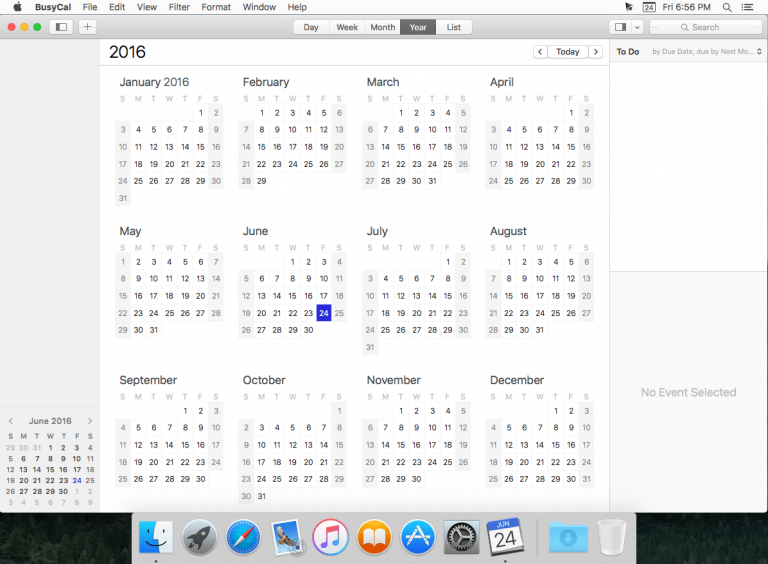 BusyCal File Edit View Filter Format Calendar Window Help 24 Fri 6:56 PM
Day Week Month Year List
Search
2016
Today
To Do by Due Date, due by Next Mo...
January 2016
S M T W T F S
1 2
3 4 5 6 7 8 9
10 11 12 13 14 15 16
17 18 19 20 21 22 23
24 25 26 27 28 29 30
31
February
S M T W T F S
1 2 3 4 5 6
7 8 9 10 11 12 13
14 15 16 17 18 19 20
21 22 23 24 25 26 27
28 29
March
S M T W T F S
1 2 3 4 5
6 7 8 9 10 11 12
13 14 15 16 17 18 19
20 21 22 23 24 25 26
27 28 29 30 31
April
S M T W T F S
1 2
3 4 5 6 7 8 9
10 11 12 13 14 15 16
17 18 19 20 21 22 23
24 25 26 27 28 29 30
May
S M T W T F S
1 2 3 4 5 6 7
8 9 10 11 12 13 14
15 16 17 18 19 20 21
22 23 24 25 26 27 28
29 30 31
June
S M T W T F S
1 2 3 4
5 6 7 8 9 10 11
12 13 14 15 16 17 18
19 20 21 22 23 24 25
26 27 28 29 30
July
S M T W T F S
1 2
3 4 5 6 7 8 9
10 11 12 13 14 15 16
17 18 19 20 21 22 23
24 25 26 27 28 29 30
31
August
S M T W T F S
1 2 3 4 5 6
7 8 9 10 11 12 13
14 15 16 17 18 19 20
21 22 23 24 25 26 27
28 29 30 31
September
S M T W T F S
1 2 3
4 5 6 7 8 9 10
11 12 13 14 15 16 17
18 19 20 21 22 23 24
25 26 27 28 29 30
October
S M T W T F S
1
2 3 4 5 6 7 8
9 10 11 12 13 14 15
16 17 18 19 20 21 22
23 24 25 26 27 28 29
30 31
November
S M T W T F S
1 2 3 4 5
6 7 8 9 10 11 12
13 14 15 16 17 18 19
20 21 22 23 24 25 26
27 28 29 30
December
S M T W T F S
1 2 3
4 5 6 7 8 9 10
11 12 13 14 15 16 17
18 19 20 21 22 23 24
25 26 27 28 29 30 31
No Event Selected
June 2016
S M T W T F S
29 30 31 1 2 3 4
5 6 7 8 9 10 11
12 13 14 15 16 17 18
19 20 21 22 23 24 25
26 27 28 29 30 1 2
3 4 5 6 7 8 9
JUN
24